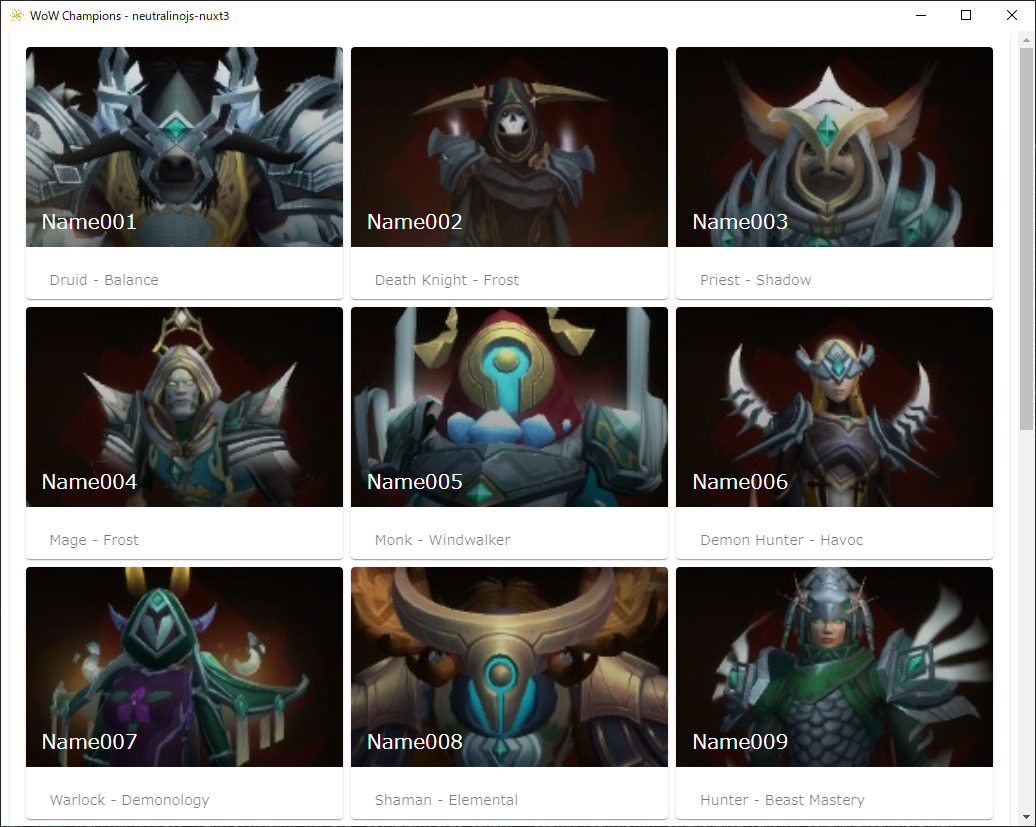 WoW Champions - neutralinojs-nuxt3
Name001
Name002
Name003
Druid - Balance
Death Knight - Frost
Priest - Shadow
Name004
Name005
Name006
Mage - Frost
Monk - Windwalker
Demon Hunter - Havoc
Name007
Name008
Name009
Warlock - Demonology
Shaman - Elemental
Hunter - Beast Mastery